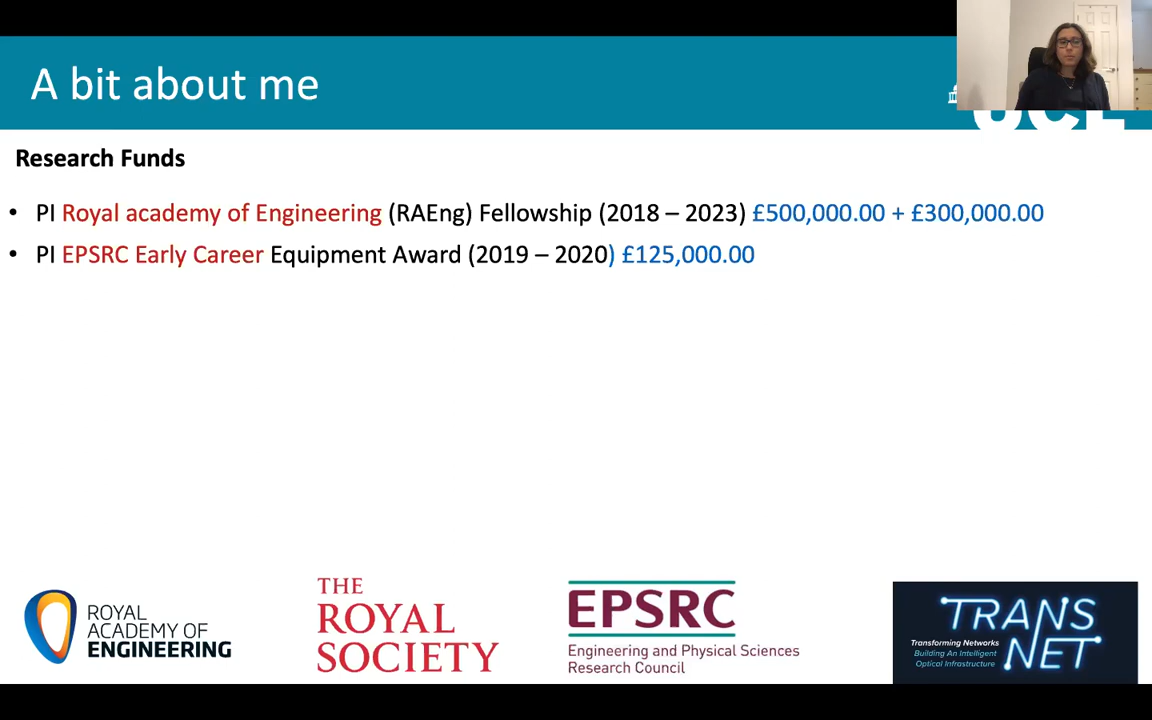 A bit about me
UCL
Research Funds
• PI Royal academy of Engineering (RAEng) Fellowship (2018 – 2023) £500,000.00 + £300,000.00
• PI EPSRC Early Career Equipment Award (2019 – 2020) £125,000.00
ROYAL
ACADEMY OF
ENGINEERING
THE
ROYAL
SOCIETY
EPSRC
Engineering and Physical Sciences
Research Council
TRANS
Transforming Networks
Building An Intelligent
Optical Infrastructure
NET